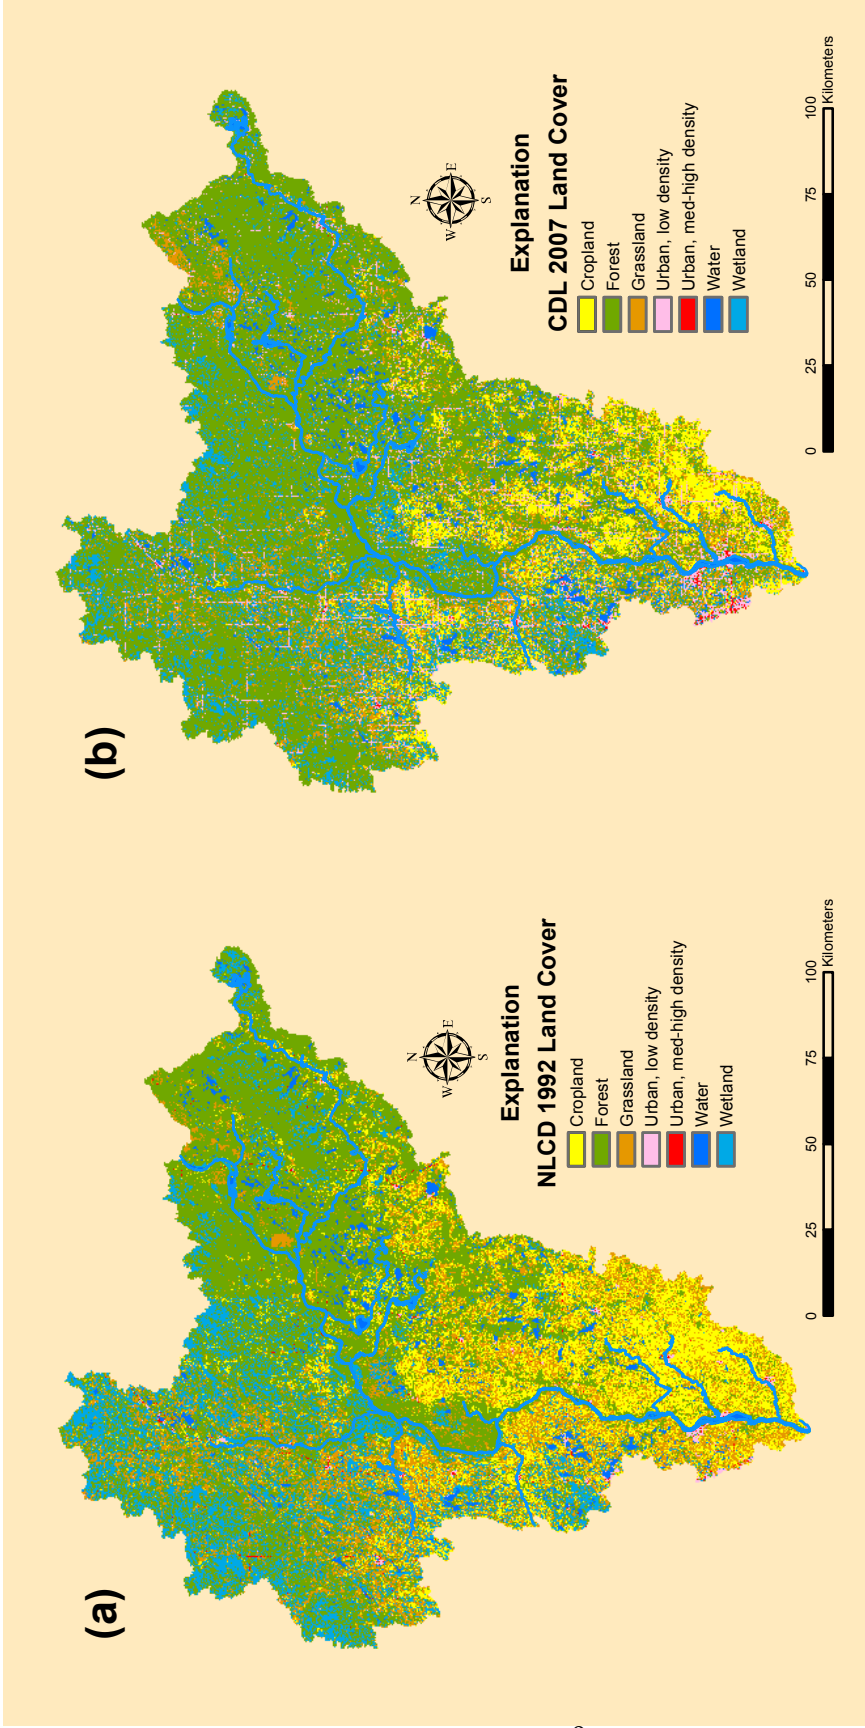 (a)
N
W
E
S
Explanation
NLCD 1992 Land Cover
Cropland
Forest
Grassland
Urban, low density
Urban, med-high density
Water
Wetland
0 25 50 75 100
Kilometers
(b)
N
W
E
S
Explanation
CDL 2007 Land Cover
Cropland
Forest
Grassland
Urban, low density
Urban, med-high density
Water
Wetland
0 25 50 75 100
Kilometers